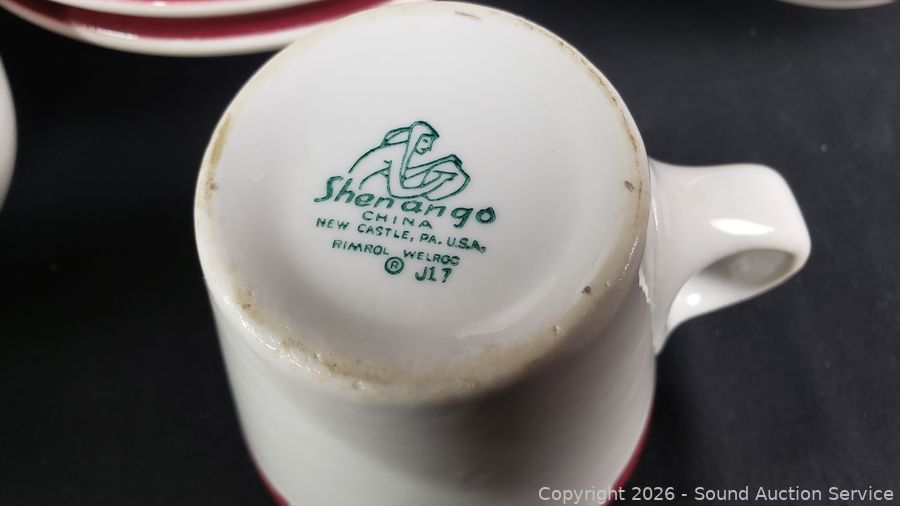 Shenango
CHINA
NEW CASTLE, PA. U.S.A.
RIMROL WELROC
® J17
Copyright 2026 - Sound Auction Service